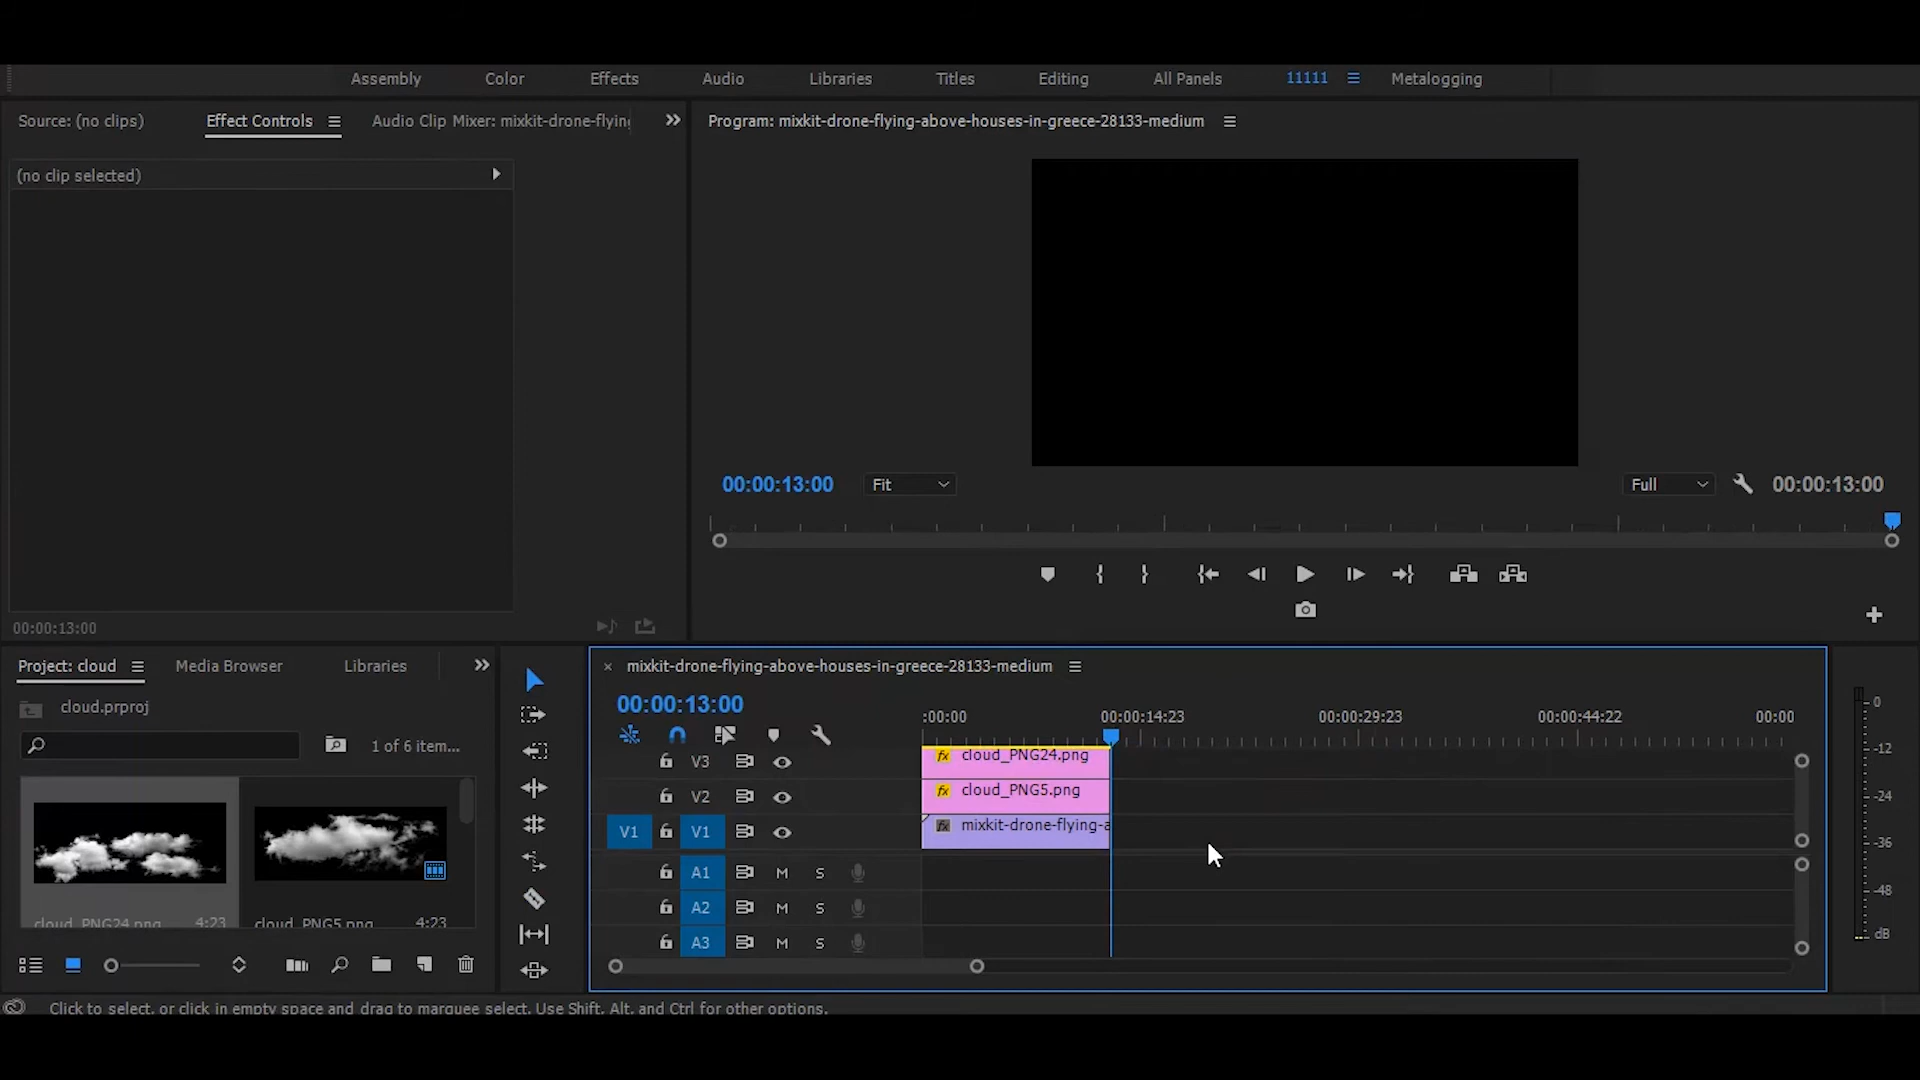 Assembly Color Effects Audio Libraries Titles Editing All Panels 11111 Metalogging
Source: (no clips) Effect Controls Audio Clip Mixer: mixkit-drone-flying
(no clip selected)
00:00:13:00
Program: mixkit-drone-flying-above-houses-in-greece-28133-medium
00:00:13:00 Fit Full 00:00:13:00
Project: cloud Media Browser Libraries
cloud.prproj
1 of 6 item...
cloud_PNG24.png 4:23 cloud_PNG5.png 4:23
mixkit-drone-flying-above-houses-in-greece-28133-medium
00:00:13:00
:00:00 00:00:14:23 00:00:29:23 00:00:44:22 00:00
V3 fx cloud_PNG24.png
V2 fx cloud_PNG5.png
V1 V1 fx mixkit-drone-flying-a
A1 M S
A2 M S
A3 M S
0
-12
-24
-36
-48
dB
Click to select, or click in empty space and drag to marquee select. Use Shift, Alt, and Ctrl for other options.